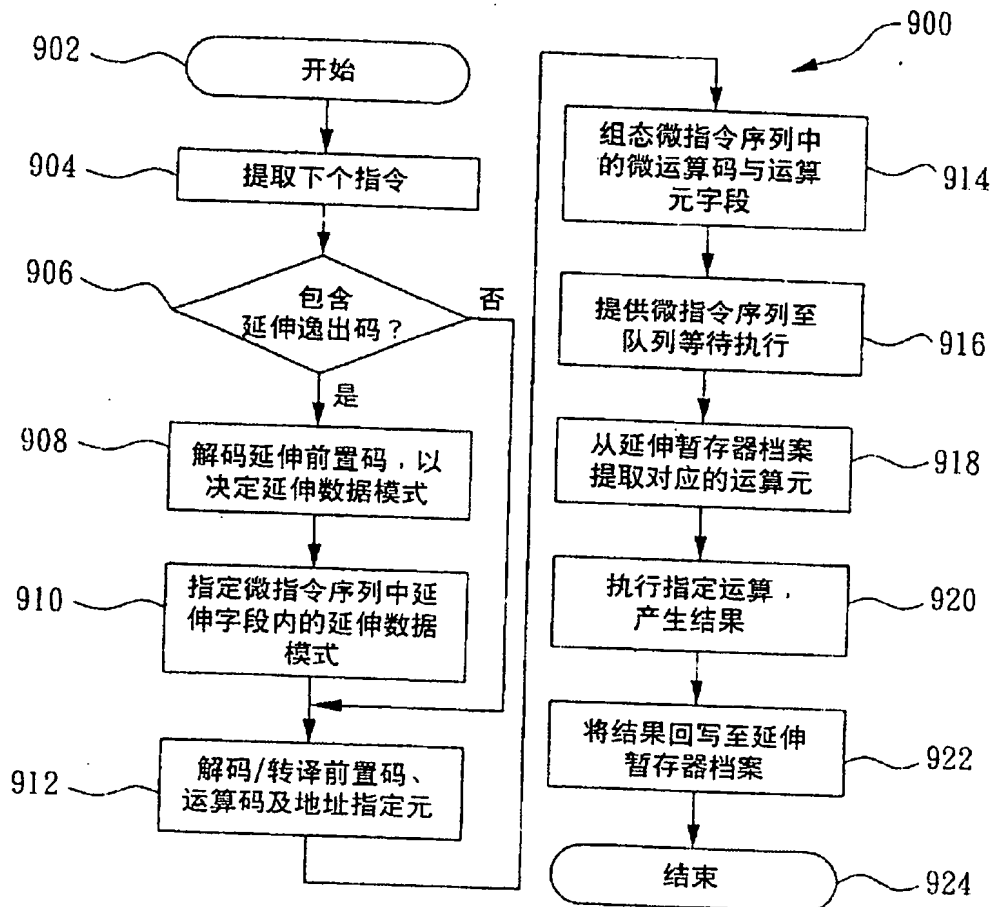 900
902
开始
904
提取下个指令
906
包含
延伸逸出码?
否
是
908
解码延伸前置码,以
决定延伸数据模式
910
指定微指令序列中延
伸字段内的延伸数据
模式
912
解码/转译前置码、
运算码及地址指定元
组态微指令序列中
的微运算码与运算
元字段
914
提供微指令序列至
队列等待执行
916
从延伸暂存器档案
提取对应的运算元
918
执行指定运算,
产生结果
920
将结果回写至延伸
暂存器档案
922
结束
924